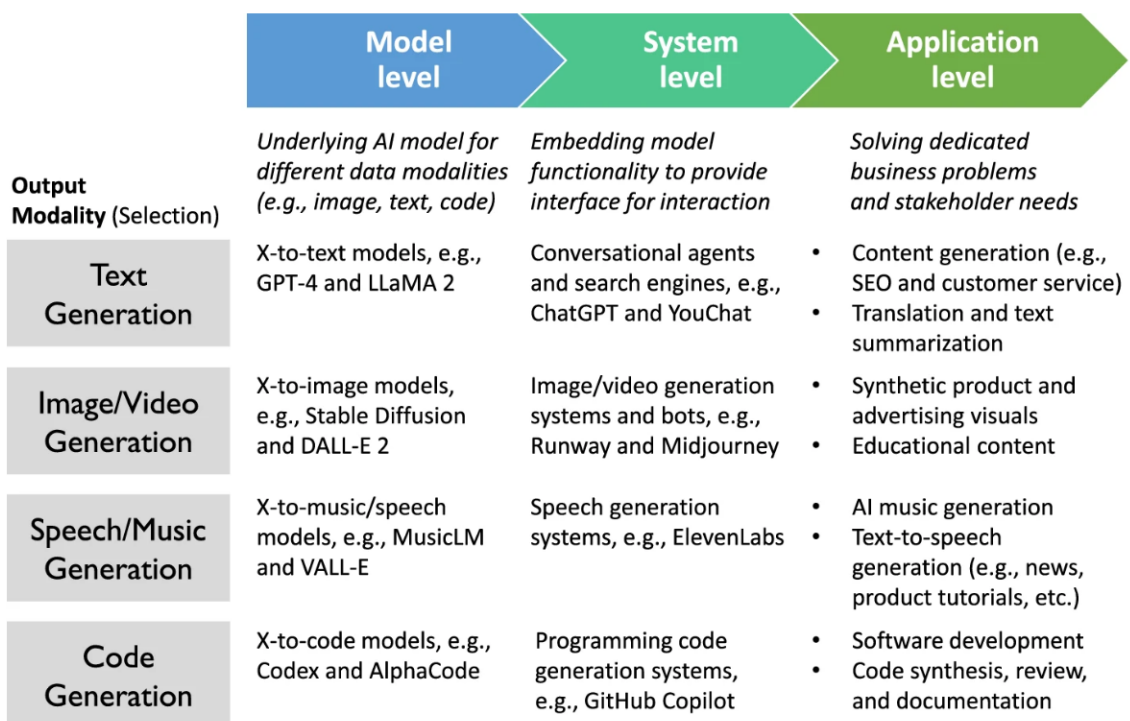 Model
level
System
level
Application
level
Output
Modality (Selection)
Underlying AI model for
different data modalities
(e.g., image, text, code)
Embedding model
functionality to provide
interface for interaction
Solving dedicated
business problems
and stakeholder needs
Text
Generation
X-to-text models, e.g.,
GPT-4 and LLaMA 2
Conversational agents
and search engines, e.g.,
ChatGPT and YouChat
• Content generation (e.g.,
SEO and customer service)
• Translation and text
summarization
Image/Video
Generation
X-to-image models,
e.g., Stable Diffusion
and DALL-E 2
Image/video generation
systems and bots, e.g.,
Runway and Midjourney
• Synthetic product and
advertising visuals
• Educational content
Speech/Music
Generation
X-to-music/speech
models, e.g., MusicLM
and VALL-E
Speech generation
systems, e.g., ElevenLabs
• AI music generation
• Text-to-speech
generation (e.g., news,
product tutorials, etc.)
Code
Generation
X-to-code models, e.g.,
Codex and AlphaCode
Programming code
generation systems,
e.g., GitHub Copilot
• Software development
• Code synthesis, review,
and documentation